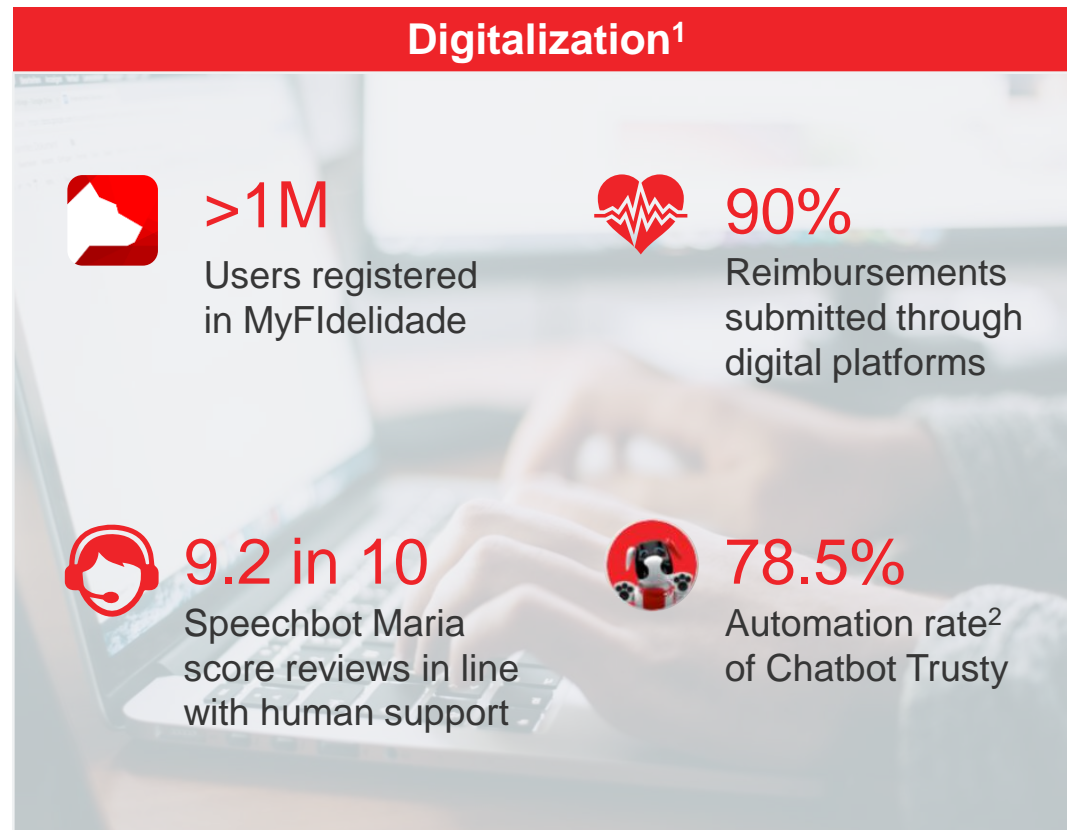 Digitalization¹
>1M
Users registered
in MyFIdelidade
90%
Reimbursements
submitted through
digital platforms
9.2 in 10
Speechbot Maria
score reviews in line
with human support
78.5%
Automation rate²
of Chatbot Trusty